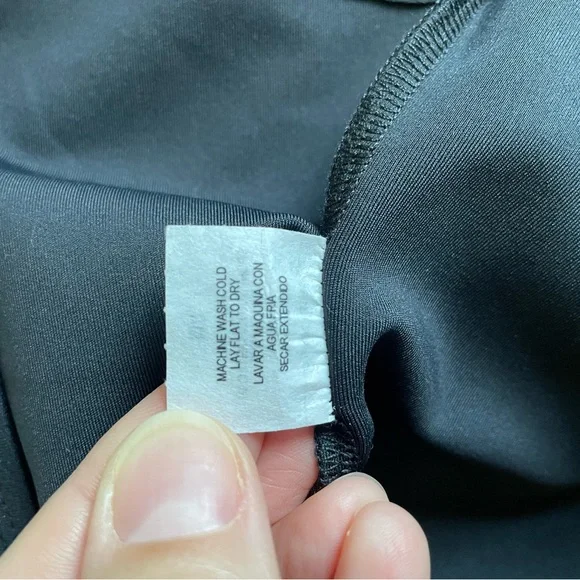 MACHINE WASH COLD
LAY FLAT TO DRY
LAVAR A MAQUINA CON
AGUA FRIA
SECAR EXTENDIDO